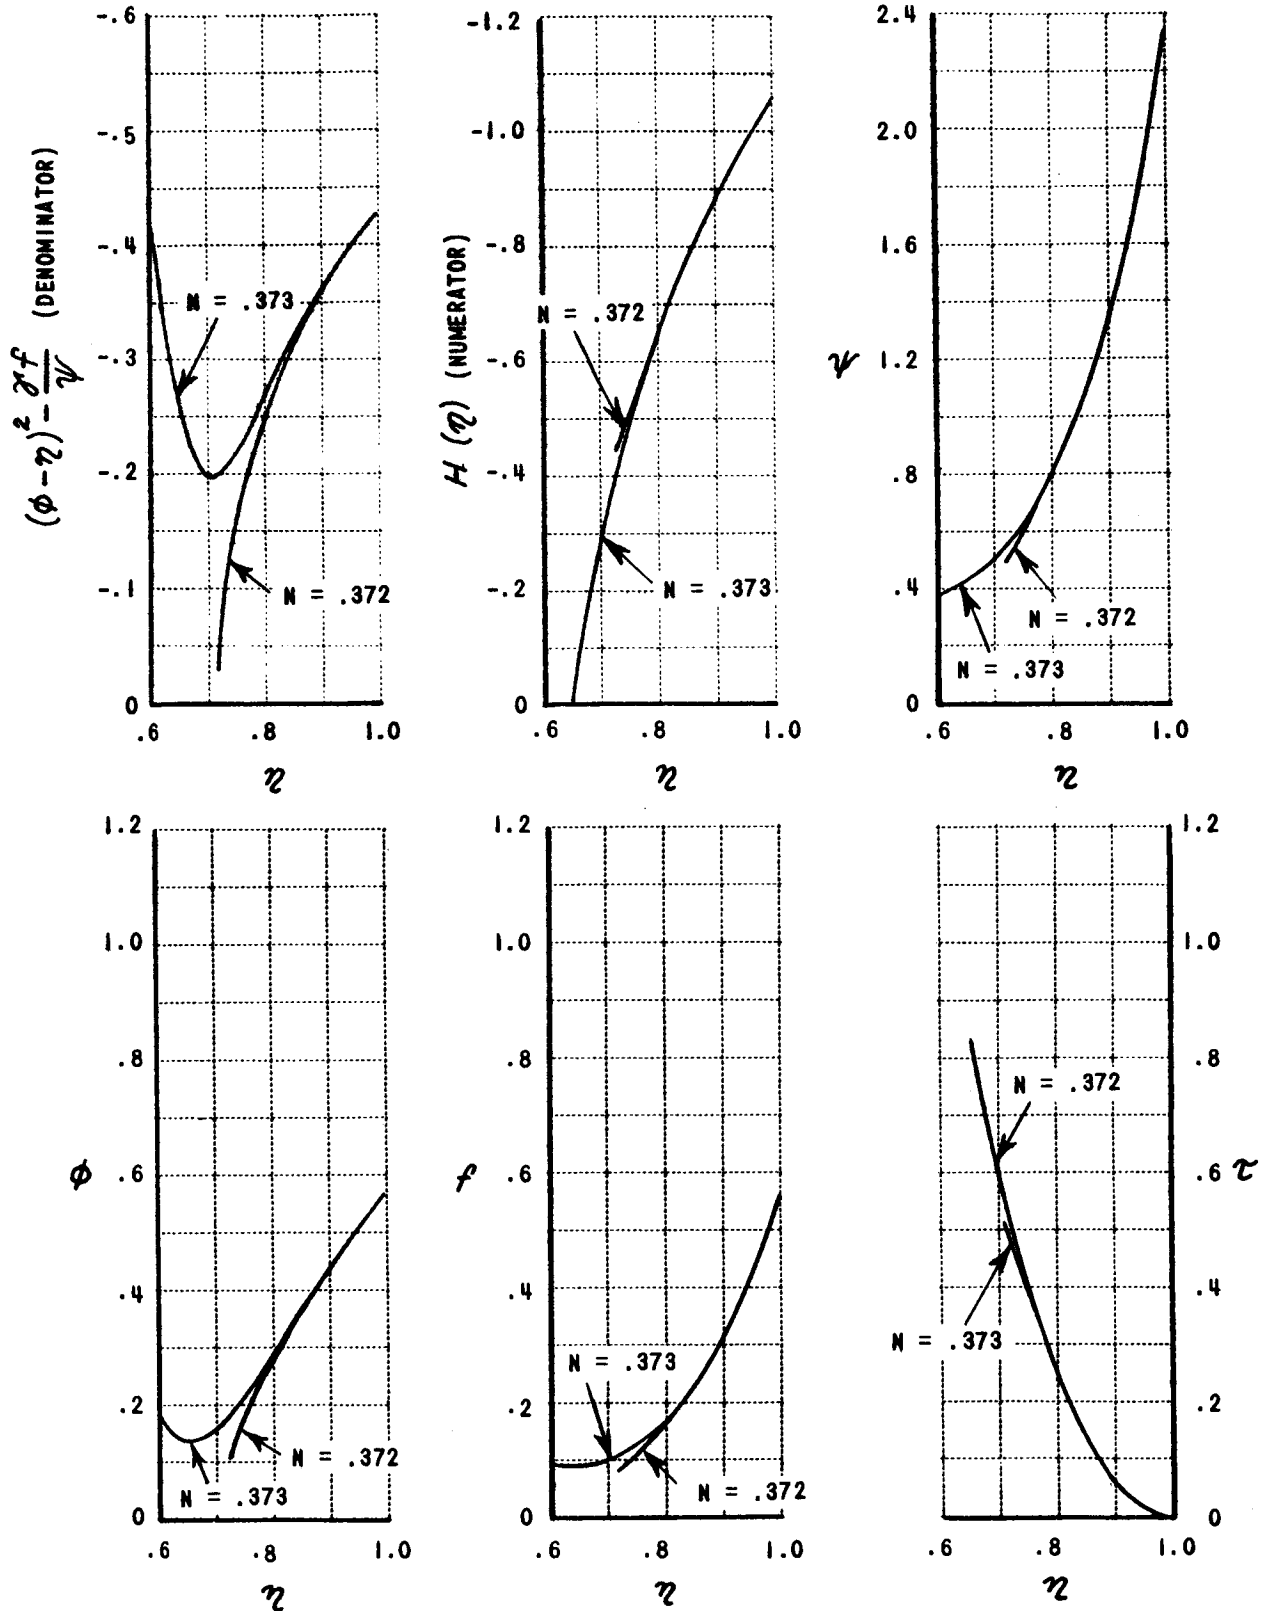 -.6
-.5
-.4
-.3
-.2
-.1
0
.6 .8 1.0
η
(φ-η)² - γf/ψ (DENOMINATOR)
N = .373
N = .372
-1.2
-1.0
-.8
-.6
-.4
-.2
0
.6 .8 1.0
η
H (η) (NUMERATOR)
N = .372
N = .373
2.4
2.0
1.6
1.2
.8
.4
0
.6 .8 1.0
η
ψ
N = .372
N = .373
1.2
1.0
.8
.6
.4
.2
0
.6 .8 1.0
η
φ
N = .372
N = .373
1.2
1.0
.8
.6
.4
.2
0
.6 .8 1.0
η
f
N = .373
N = .372
1.2
1.0
.8
.6
.4
.2
0
.6 .8 1.0
η
τ
N = .372
N = .373